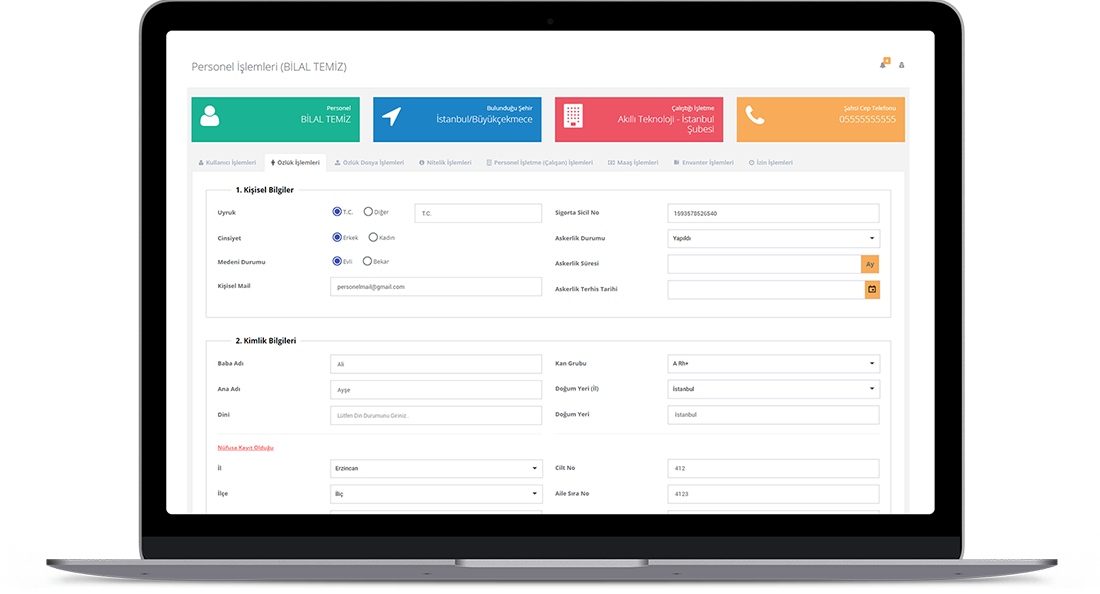 Personel İşlemleri (BİLAL TEMİZ)
4
Personel
BİLAL TEMİZ
Bulunduğu Şehir
İstanbul/Büyükçekmece
Çalıştığı İşletme
Akıllı Teknoloji - İstanbul
Şubesi
Şahsi Cep Telefonu
05555555555
Kullanıcı İşlemleri
Özlük İşlemleri
Özlük Dosya İşlemleri
Nitelik İşlemleri
Personel İşletme (Çalışan) İşlemleri
Maaş İşlemleri
Envanter İşlemleri
İzin İşlemleri
1. Kişisel Bilgiler
Uyruk T.C. Diğer T.C.
Sigorta Sicil No 1593578526540
Cinsiyet Erkek Kadın
Askerlik Durumu Yapıldı
Medeni Durumu Evli Bekar
Askerlik Süresi Ay
Kişisel Mail personelmail@gmail.com
Askerlik Terhis Tarihi
2. Kimlik Bilgileri
Baba Adı Ali
Kan Grubu A Rh+
Ana Adı Ayşe
Doğum Yeri (İl) İstanbul
Dini Lütfen Din Durumunu Giriniz..
Doğum Yeri İstanbul
Nüfusa Kayıt Olduğu
İl Erzincan
Cilt No 412
İlçe İliç
Aile Sıra No 4123